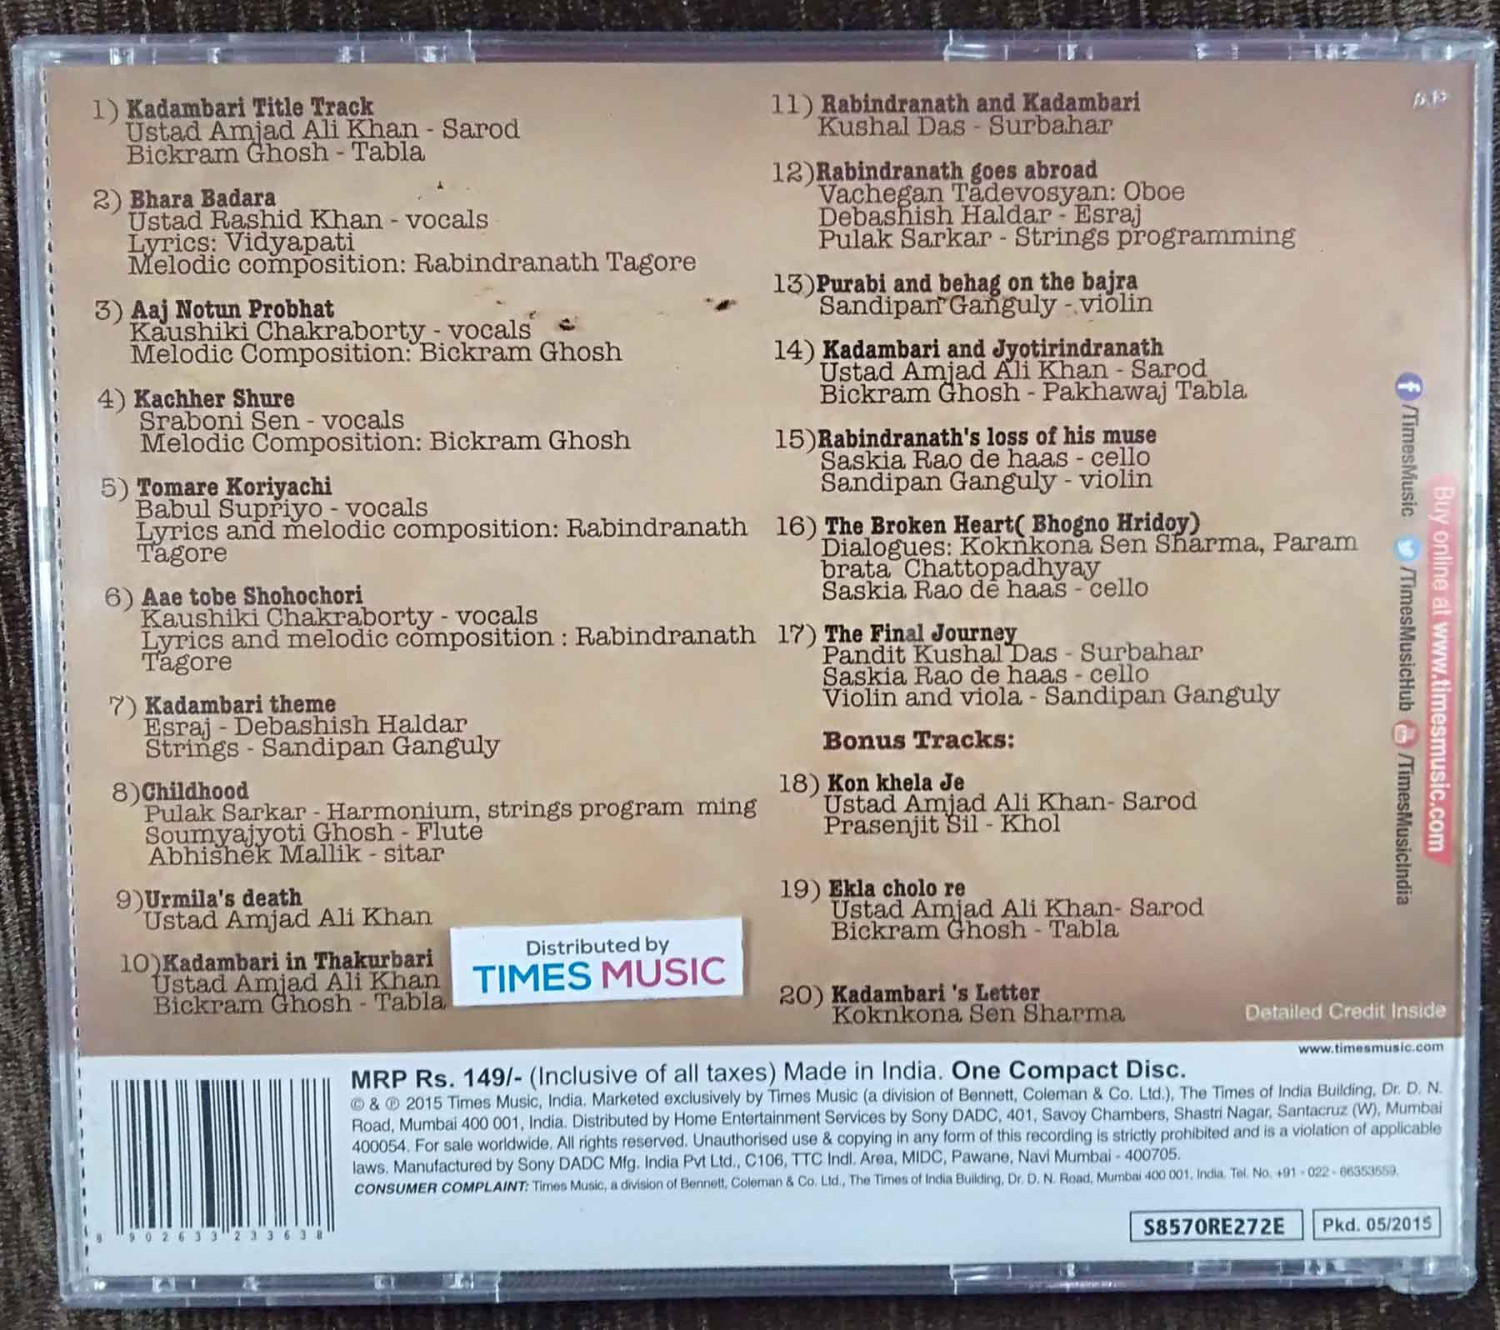 1) Kadambari Title Track
Ustad Amjad Ali Khan - Sarod
Bickram Ghosh - Tabla
2) Bhara Badara
Ustad Rashid Khan - vocals
Lyrics: Vidyapati
Melodic composition: Rabindranath Tagore
3) Aaj Notun Probhat
Kaushiki Chakraborty - vocals
Melodic Composition: Bickram Ghosh
4) Kachher Shure
Sraboni Sen - vocals
Melodic Composition: Bickram Ghosh
5) Tomare Koriyachi
Babul Supriyo - vocals
Lyrics and melodic composition: Rabindranath
Tagore
6) Aae tobe Shohochori
Kaushiki Chakraborty - vocals
Lyrics and melodic composition : Rabindranath
Tagore
7) Kadambari theme
Esraj - Debashish Haldar
Strings - Sandipan Ganguly
8)Childhood
Pulak Sarkar - Harmonium, strings program ming
Soumyajyoti Ghosh - Flute
Abhishek Mallik - sitar
9)Urmila's death
Ustad Amjad Ali Khan
10)Kadambari in Thakurbari
Ustad Amjad Ali Khan
Bickram Ghosh - Tabla
Distributed by
TIMES MUSIC
11) Rabindranath and Kadambari
Kushal Das - Surbahar
12)Rabindranath goes abroad
Vachegan Tadevosyan: Oboe
Debashish Haldar - Esraj
Pulak Sarkar - Strings programming
13)Purabi and behag on the bajra
Sandipan Ganguly - violin
14) Kadambari and Jyotirindranath
Ustad Amjad Ali Khan - Sarod
Bickram Ghosh - Pakhawaj Tabla
15)Rabindranath's loss of his muse
Saskia Rao de haas - cello
Sandipan Ganguly - violin
16) The Broken Heart( Bhogno Hridoy)
Dialogues: Koknkona Sen Sharma, Param
brata Chattopadhyay
Saskia Rao de haas - cello
17) The Final Journey
Pandit Kushal Das - Surbahar
Saskia Rao de haas - cello
Violin and viola - Sandipan Ganguly
Bonus Tracks:
18) Kon khela Je
Ustad Amjad Ali Khan- Sarod
Prasenjit Sil - Khol
19) Ekla cholo re
Ustad Amjad Ali Khan- Sarod
Bickram Ghosh - Tabla
20) Kadambari 's Letter
Koknkona Sen Sharma
Detailed Credit Inside
/TimesMusic /TimesMusicHub /TimesMusicIndia
Buy online at www.timesmusic.com
www.timesmusic.com
MRP Rs. 149/- (Inclusive of all taxes) Made in India. One Compact Disc.
© & ℗ 2015 Times Music, India. Marketed exclusively by Times Music (a division of Bennett, Coleman & Co. Ltd.), The Times of India Building, Dr. D. N.
Road, Mumbai 400 001, India. Distributed by Home Entertainment Services by Sony DADC, 401, Savoy Chambers, Shastri Nagar, Santacruz (W), Mumbai
400054. For sale worldwide. All rights reserved. Unauthorised use & copying in any form of this recording is strictly prohibited and is a violation of applicable
laws. Manufactured by Sony DADC Mfg. India Pvt Ltd., C106, TTC Indl. Area, MIDC, Pawane, Navi Mumbai - 400705.
CONSUMER COMPLAINT: Times Music, a division of Bennett, Coleman & Co. Ltd., The Times of India Building, Dr. D. N. Road, Mumbai 400 001, India. Tel. No. +91 - 022 - 66353559.
8 902633 233638
S8570RE272E
Pkd. 05/2015